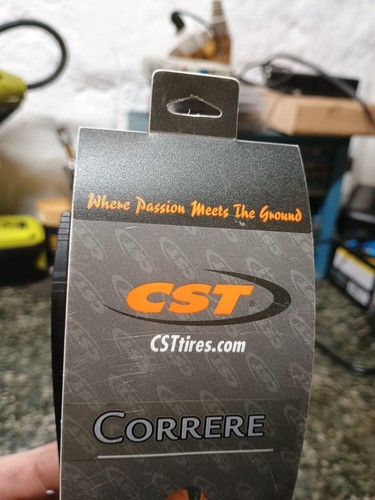 Where Passion Meets The Ground
CST
CSTtires.com
CORRERE